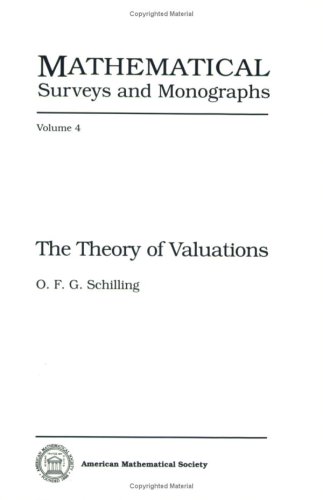 Copyrighted Material
MATHEMATICAL
Surveys and Monographs
Volume 4
The Theory of Valuations
O. F. G. Schilling
American Mathematical Society
Copyrighted Material